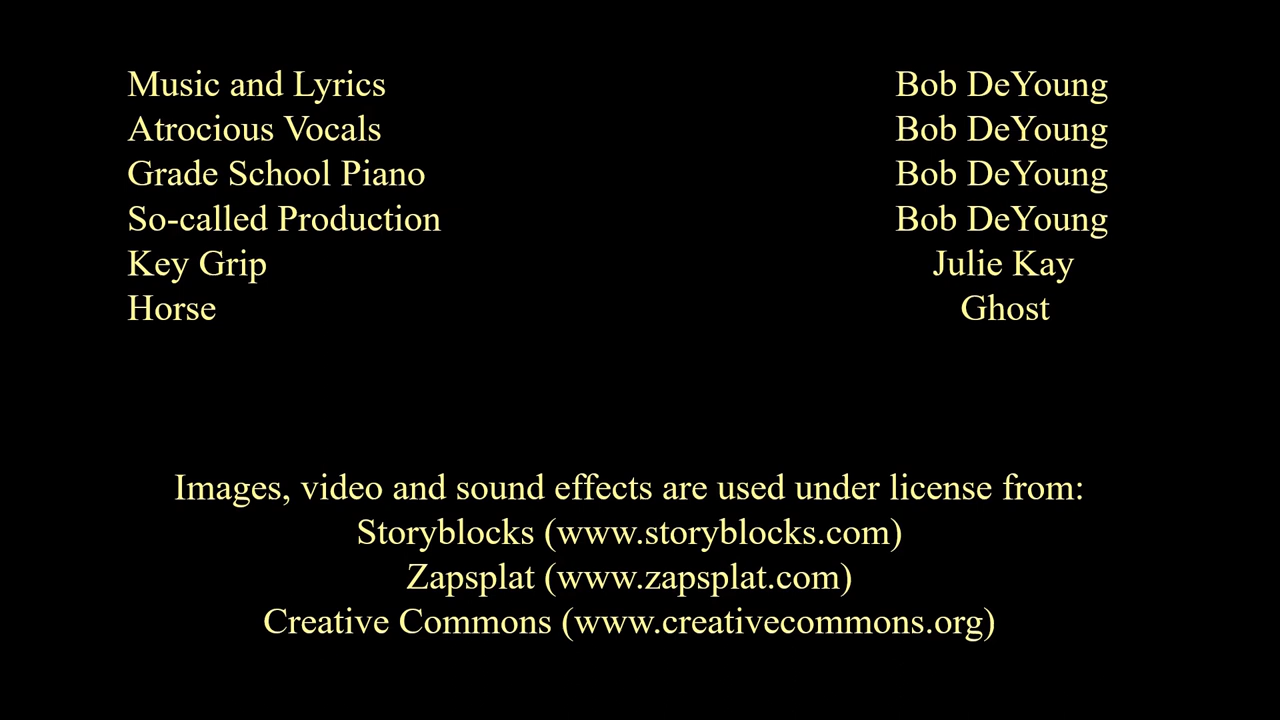 Music and Lyrics Bob DeYoung
Atrocious Vocals Bob DeYoung
Grade School Piano Bob DeYoung
So-called Production Bob DeYoung
Key Grip Julie Kay
Horse Ghost
Images, video and sound effects are used under license from:
Storyblocks (www.storyblocks.com)
Zapsplat (www.zapsplat.com)
Creative Commons (www.creativecommons.org)